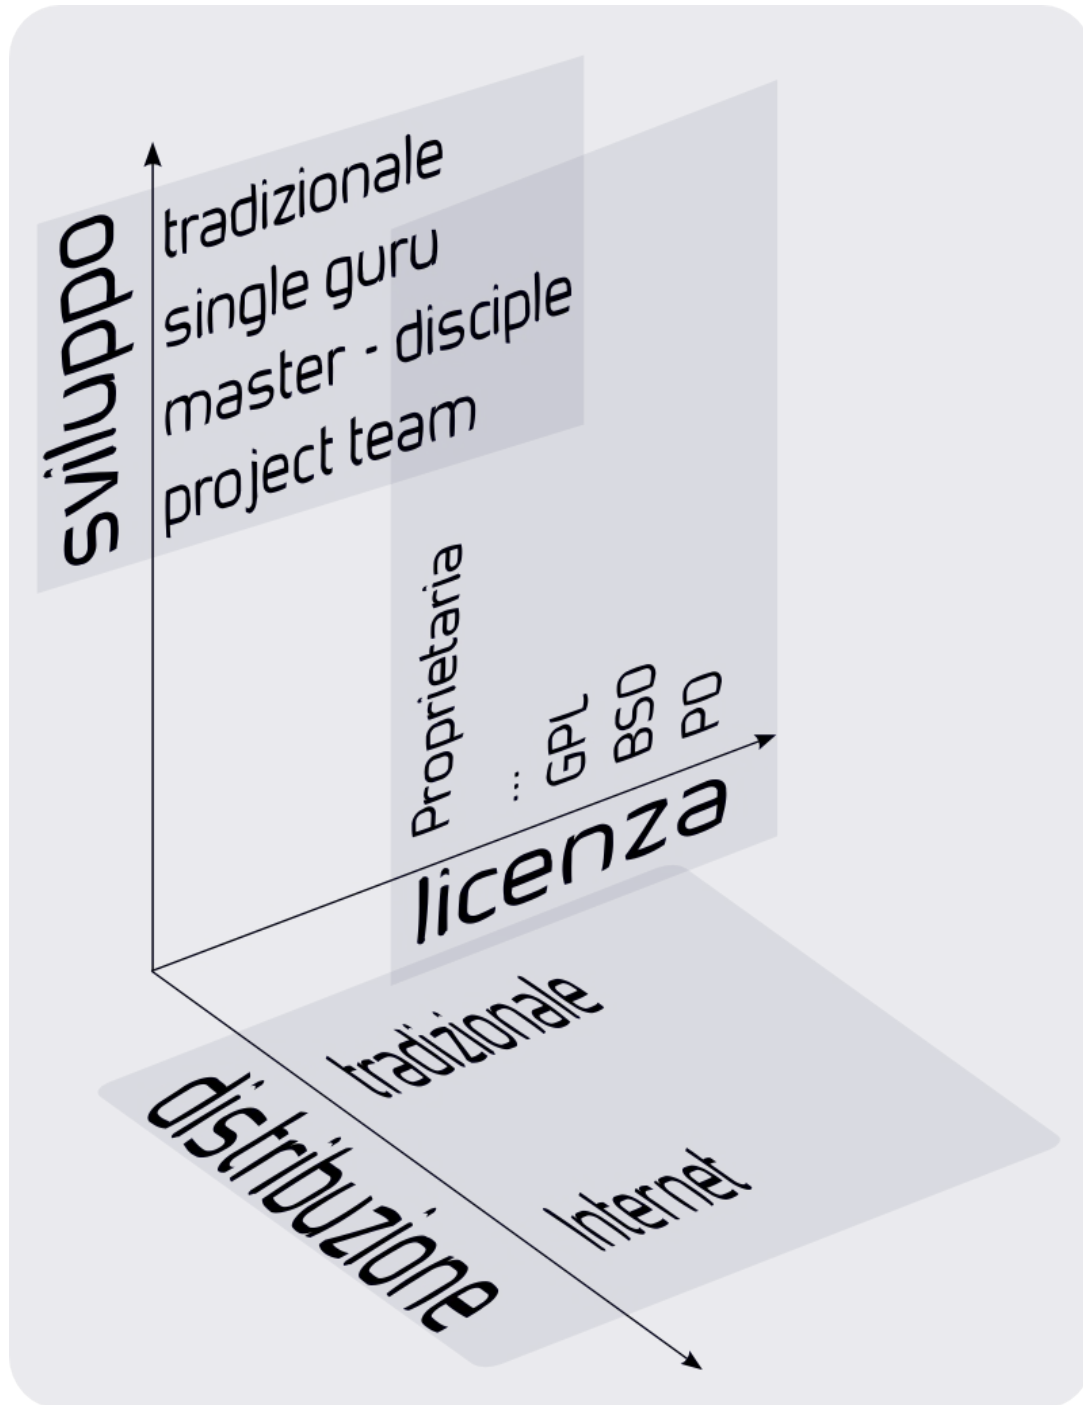 sviluppo
tradizionale
single guru
master - disciple
project team
Proprietaria
...
GPL
BSD
PD
licenza
tradizionale
Internet
distribuzione